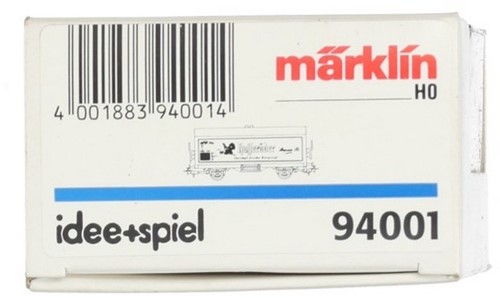 märklin
H0
4 001883 940014
idee+spiel
94001